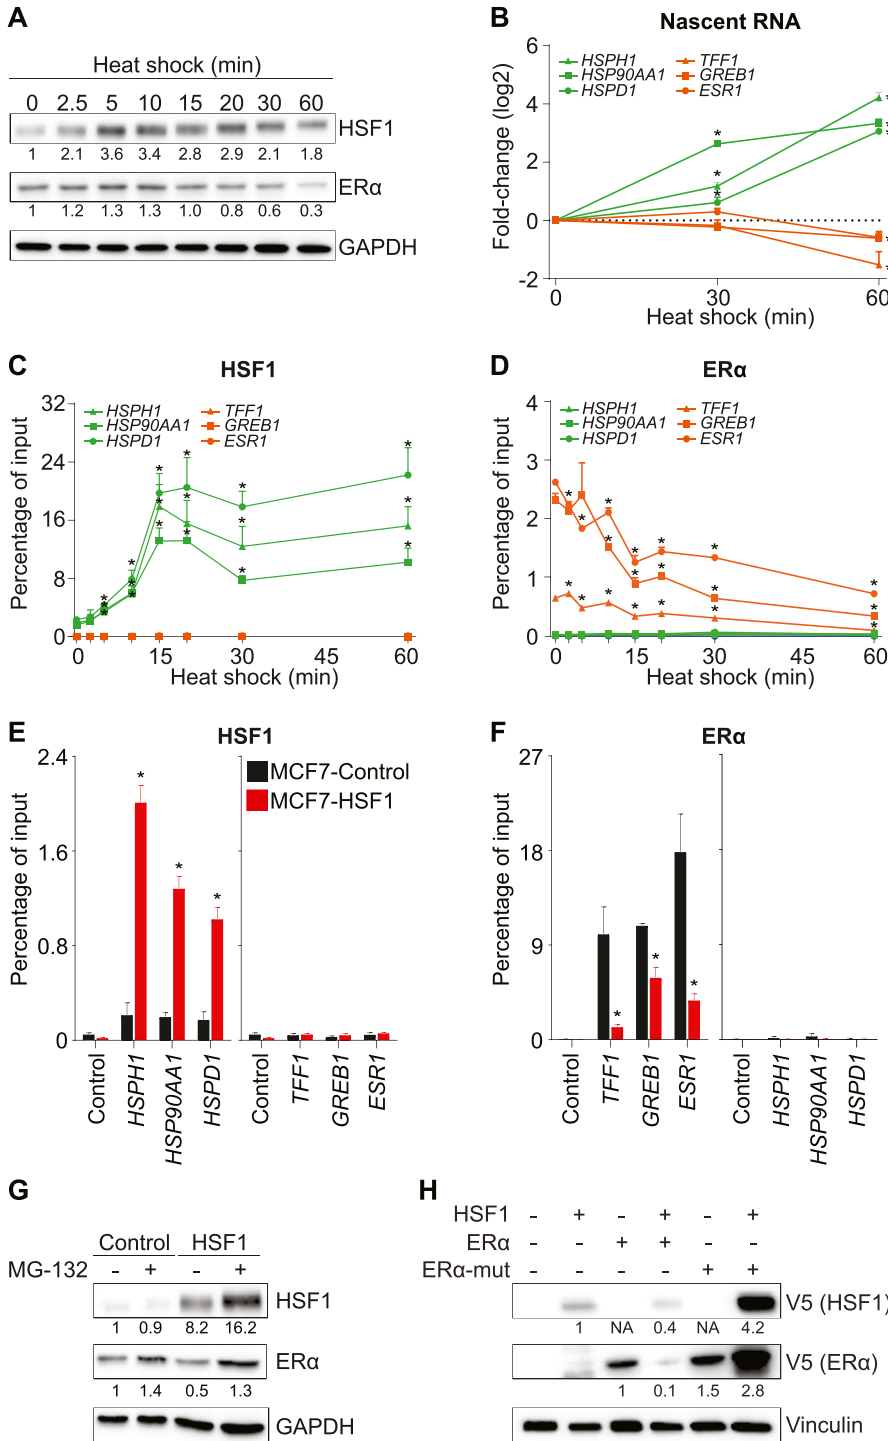 A
Heat shock (min)
0 2.5 5 10 15 20 30 60
HSF1
1 2.1 3.6 3.4 2.8 2.9 2.1 1.8
ERα
1 1.2 1.3 1.3 1.0 0.8 0.6 0.3
GAPDH
B
Nascent RNA
HSPH1 TFF1
HSP90AA1 GREB1
HSPD1 ESR1
Fold-change (log2)
6
4
2
0
-2
* * * * * * * *
0 30 60
Heat shock (min)
C
HSF1
HSPH1 TFF1
HSP90AA1 GREB1
HSPD1 ESR1
Percentage of input
32
24
16
8
0
* * * * * * * * * * * * * * * * *
0 15 30 45 60
Heat shock (min)
D
ERα
HSPH1 TFF1
HSP90AA1 GREB1
HSPD1 ESR1
Percentage of input
4
3
2
1
0
* * * * * * * * * * * * * * * * *
0 15 30 45 60
Heat shock (min)
E
HSF1
MCF7-Control
MCF7-HSF1
Percentage of input
2.4
1.6
0.8
0
* * *
Control HSPH1 HSP90AA1 HSPD1 Control TFF1 GREB1 ESR1
F
ERα
Percentage of input
27
18
9
0
* * *
Control TFF1 GREB1 ESR1 Control HSPH1 HSP90AA1 HSPD1
G
Control HSF1
MG-132 - + - +
HSF1
1 0.9 8.2 16.2
ERα
1 1.4 0.5 1.3
GAPDH
H
HSF1 - + - + - +
ERα - - + + - -
ERα-mut - - - - + +
V5 (HSF1)
1 NA 0.4 NA 4.2
V5 (ERα)
1 0.1 1.5 2.8
Vinculin